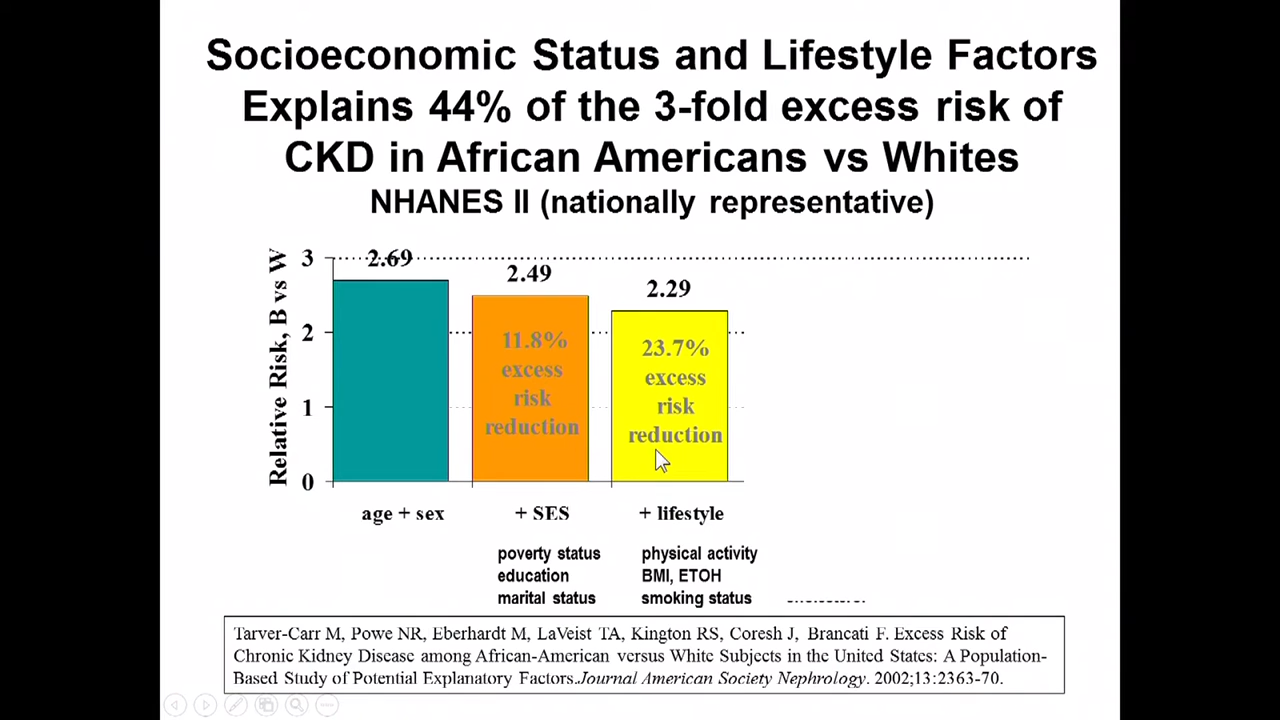 Socioeconomic Status and Lifestyle Factors
Explains 44% of the 3-fold excess risk of
CKD in African Americans vs Whites
NHANES II (nationally representative)
Relative Risk, B vs W
3
2
1
0
2.69
2.49
2.29
11.8%
excess
risk
reduction
23.7%
excess
risk
reduction
age + sex
+ SES
+ lifestyle
poverty status
education
marital status
physical activity
BMI, ETOH
smoking status
Tarver-Carr M, Powe NR, Eberhardt M, LaVeist TA, Kington RS, Coresh J, Brancati F. Excess Risk of
Chronic Kidney Disease among African-American versus White Subjects in the United States: A Population-
Based Study of Potential Explanatory Factors.Journal American Society Nephrology. 2002;13:2363-70.